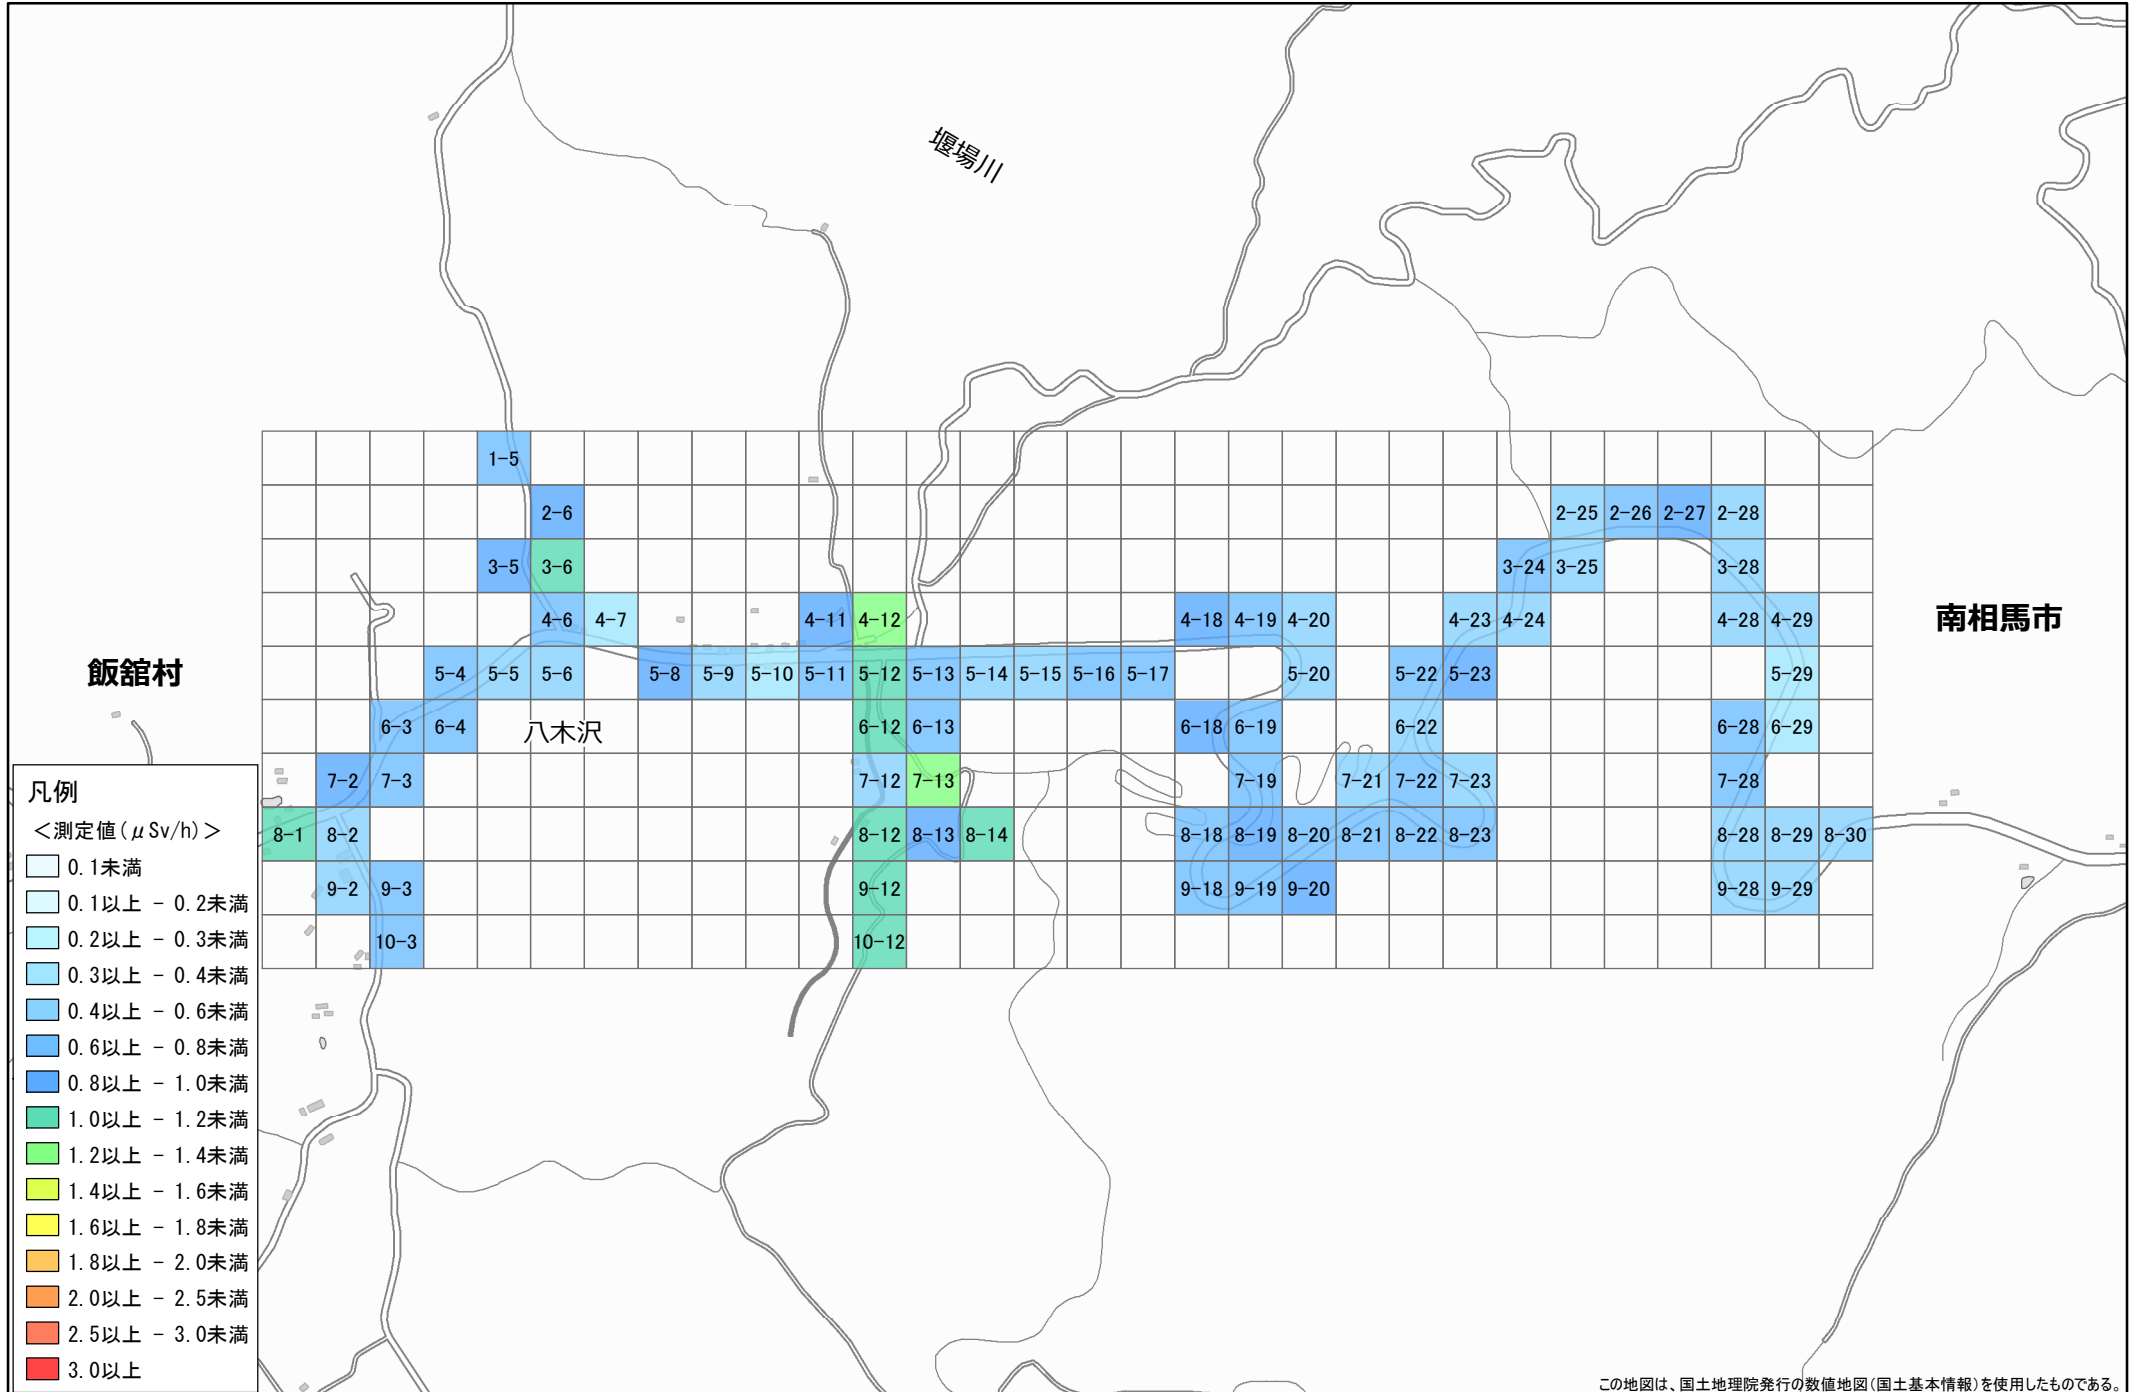 堰場川
1-5
2-6 2-25 2-26 2-27 2-28
3-5 3-6 3-24 3-25 3-28
4-6 4-7 4-11 4-12 4-18 4-19 4-20 4-23 4-24 4-28 4-29
南相馬市
飯舘村
5-4 5-5 5-6 5-8 5-9 5-10 5-11 5-12 5-13 5-14 5-15 5-16 5-17 5-20 5-22 5-23 5-29
6-3 6-4 八木沢 6-12 6-13 6-18 6-19 6-22 6-28 6-29
7-2 7-3 7-12 7-13 7-19 7-21 7-22 7-23 7-28
8-1 8-2 8-12 8-13 8-14 8-18 8-19 8-20 8-21 8-22 8-23 8-28 8-29 8-30
9-2 9-3 9-12 9-18 9-19 9-20 9-28 9-29
10-3 10-12
凡例
＜測定値(μSv/h)＞
0.1未満
0.1以上 - 0.2未満
0.2以上 - 0.3未満
0.3以上 - 0.4未満
0.4以上 - 0.6未満
0.6以上 - 0.8未満
0.8以上 - 1.0未満
1.0以上 - 1.2未満
1.2以上 - 1.4未満
1.4以上 - 1.6未満
1.6以上 - 1.8未満
1.8以上 - 2.0未満
2.0以上 - 2.5未満
2.5以上 - 3.0未満
3.0以上
この地図は、国土地理院発行の数値地図(国土基本情報)を使用したものである。